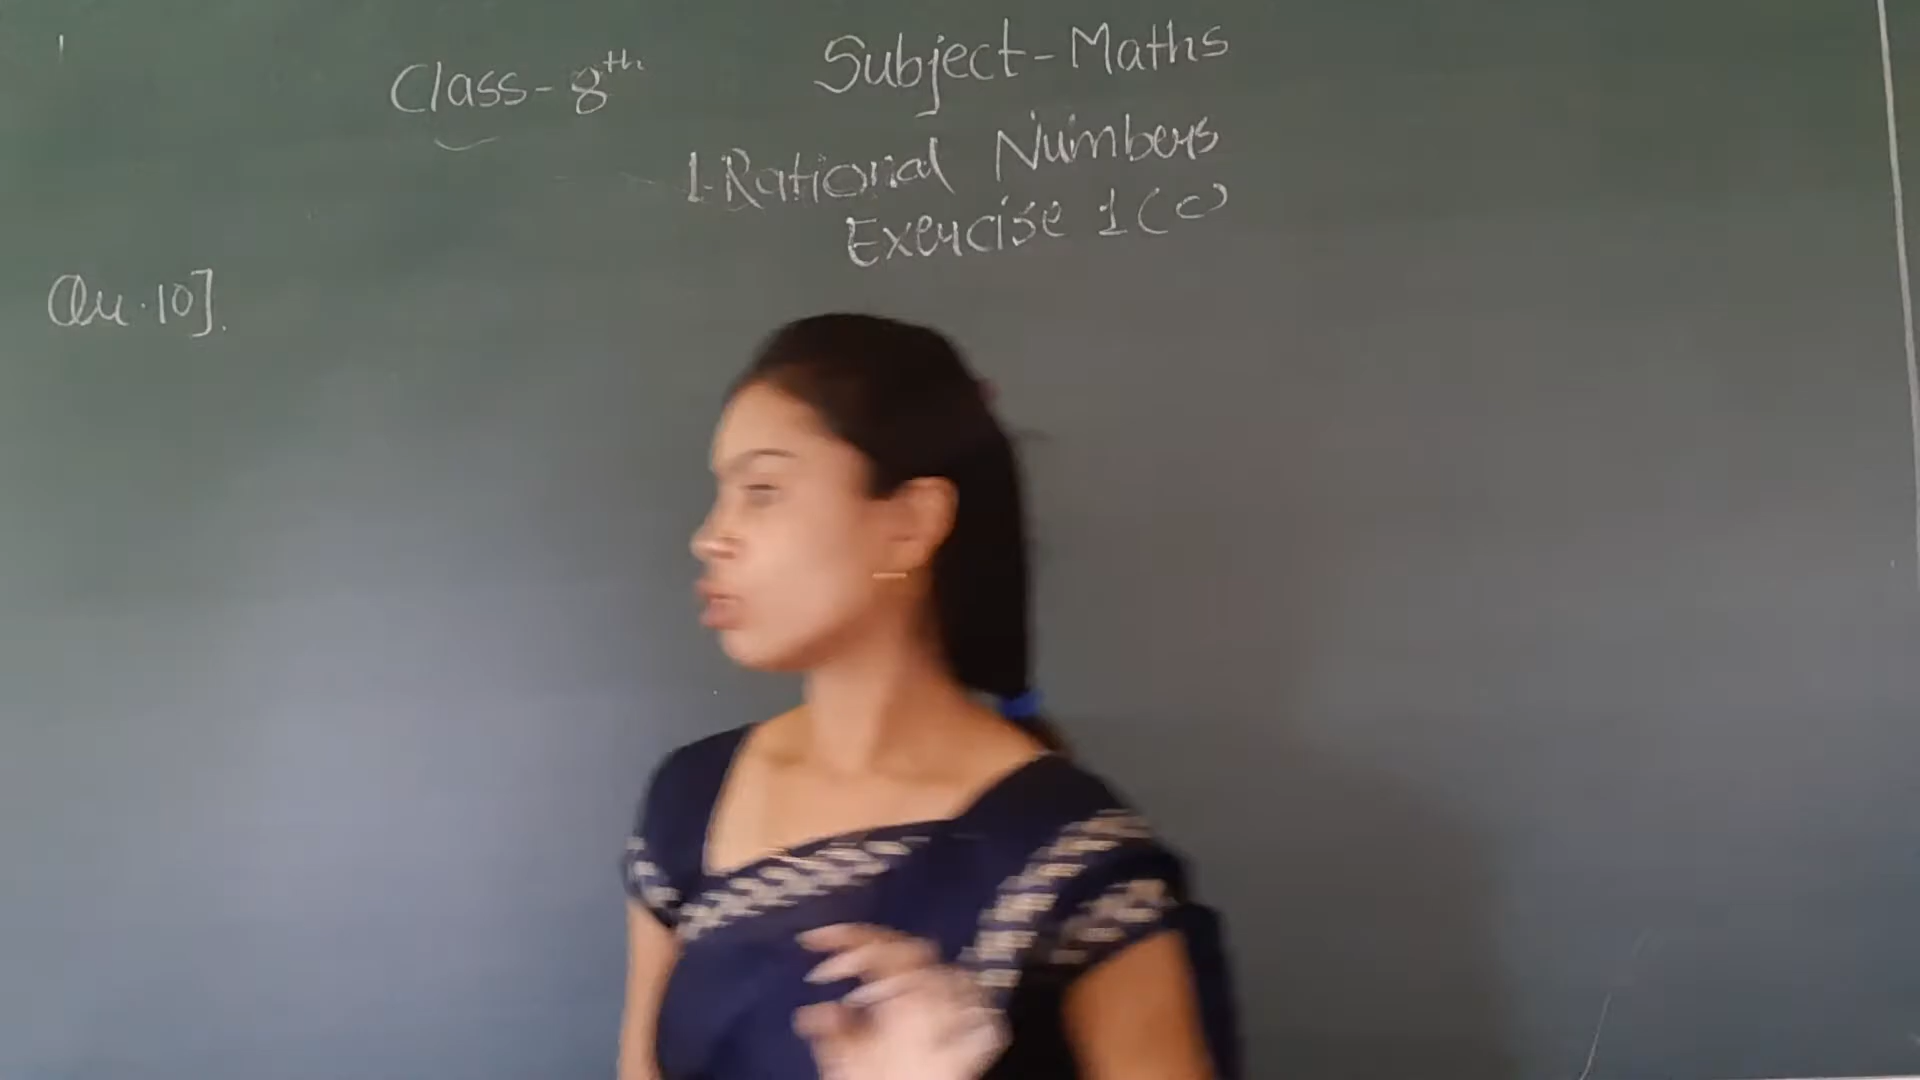 Class-8th
Subject-Maths
1.Rational Numbers
Exercise 1(c)
Qu.10].